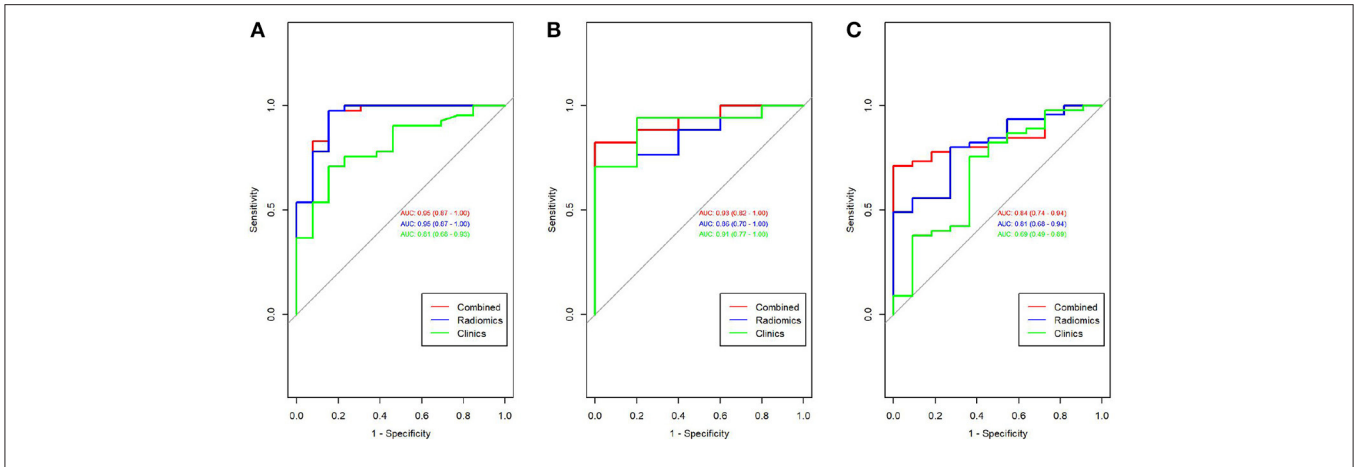 A
B
C
Sensitivity
1.0
0.5
0.0
AUC: 0.95 (0.87 - 1.00)
AUC: 0.95 (0.87 - 1.00)
AUC: 0.81 (0.68 - 0.93)
Combined
Radiomics
Clinics
0.0 0.2 0.4 0.6 0.8 1.0
1 - Specificity
Sensitivity
1.0
0.5
0.0
AUC: 0.93 (0.82 - 1.00)
AUC: 0.86 (0.70 - 1.00)
AUC: 0.91 (0.77 - 1.00)
Combined
Radiomics
Clinics
0.0 0.2 0.4 0.6 0.8 1.0
1 - Specificity
Sensitivity
1.0
0.5
0.0
AUC: 0.84 (0.74 - 0.94)
AUC: 0.81 (0.68 - 0.94)
AUC: 0.69 (0.49 - 0.89)
Combined
Radiomics
Clinics
0.0 0.2 0.4 0.6 0.8 1.0
1 - Specificity